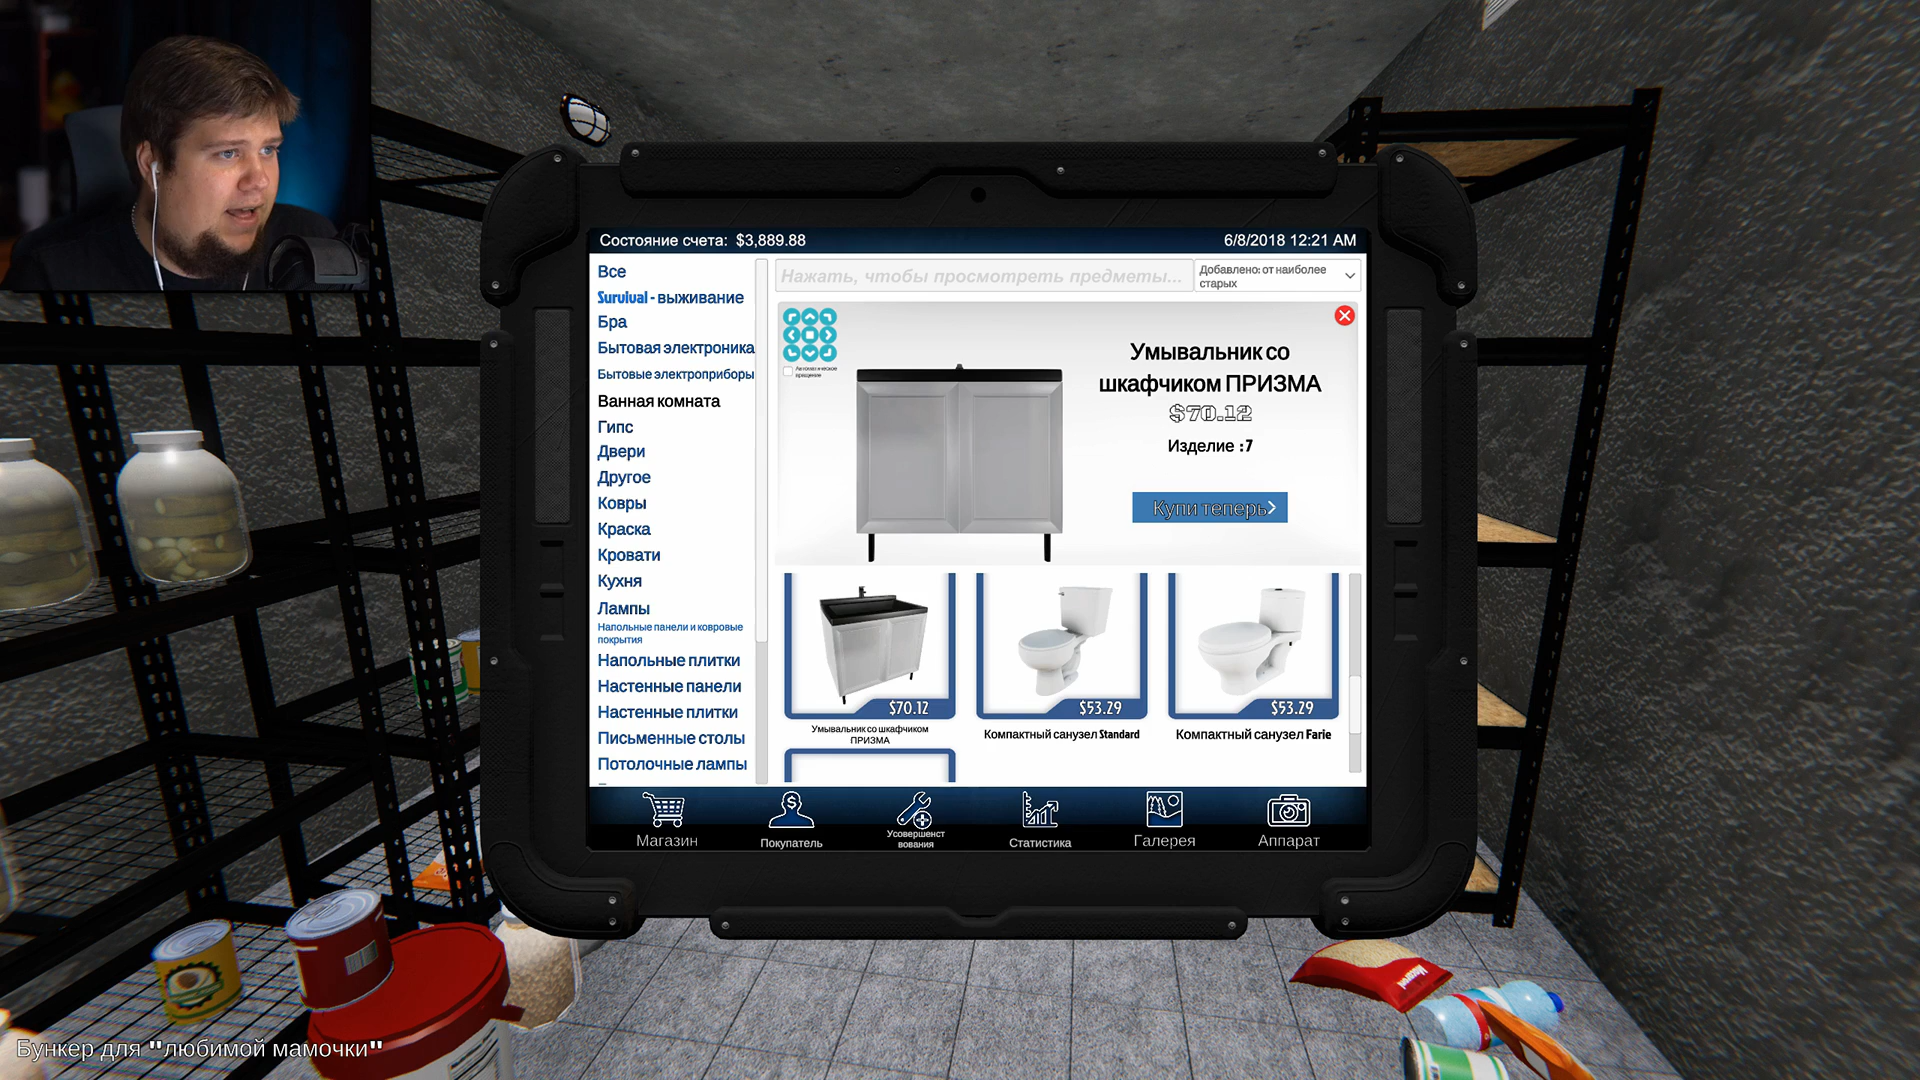 Состояние счета: $3,889.88
6/8/2018 12:21 AM
Все
Survival - выживание
Бра
Бытовая электроника
Бытовые электроприборы
Ванная комната
Гипс
Двери
Другое
Ковры
Краска
Кровати
Кухня
Лампы
Напольные панели и ковровые
покрытия
Напольные плитки
Настенные панели
Настенные плитки
Письменные столы
Потолочные лампы
Нажать, чтобы просмотреть предметы...
Добавлено: от наиболее
старых
Автоматическое
вращение
Умывальник со
шкафчиком ПРИЗМА
$70.12
Изделие :7
Купи теперь
$70.12
$53.29
$53.29
Умывальник со шкафчиком
ПРИЗМА
Компактный санузел Standard
Компактный санузел Farie
Магазин
Покупатель
Усовершенст
вования
Статистика
Галерея
Аппарат
Бункер для "любимой мамочки"